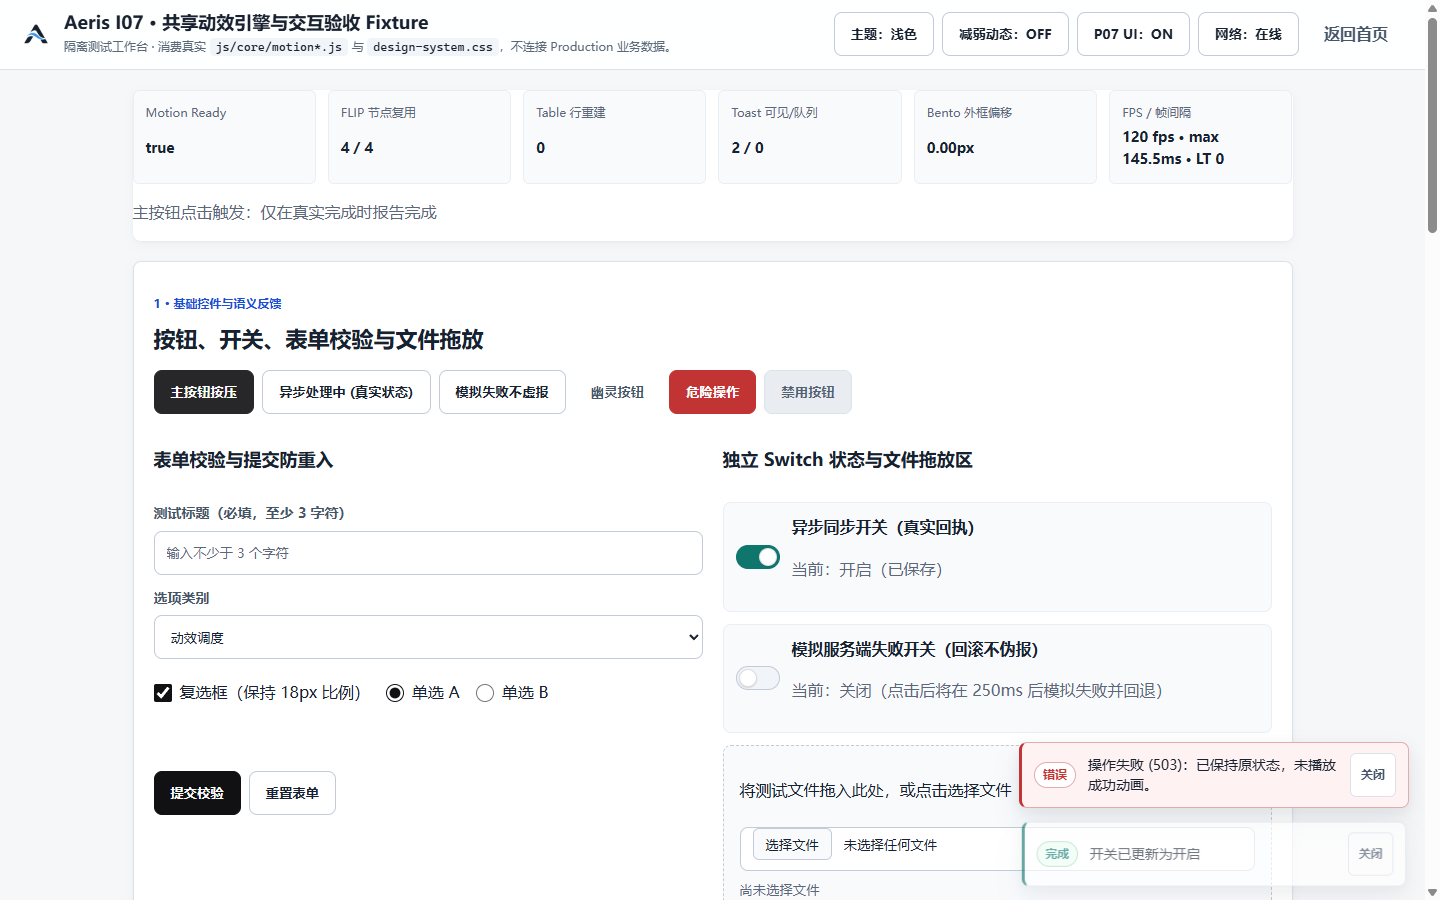 Aeris I07 • 共享动效引擎与交互验收 Fixture
隔离测试工作台 · 消费真实 js/core/motion*.js 与 design-system.css，不连接 Production 业务数据。
主题：浅色
减弱动态：OFF
P07 UI：ON
网络：在线
返回首页
Motion Ready
true
FLIP 节点复用
4 / 4
Table 行重建
0
Toast 可见/队列
2 / 0
Bento 外框偏移
0.00px
FPS / 帧间隔
120 fps • max
145.5ms • LT 0
主按钮点击触发：仅在真实完成时报告完成
1 • 基础控件与语义反馈
按钮、开关、表单校验与文件拖放
主按钮按压
异步处理中 (真实状态)
模拟失败不虚报
幽灵按钮
危险操作
禁用按钮
表单校验与提交防重入
测试标题（必填，至少 3 字符）
输入不少于 3 个字符
选项类别
动效调度
复选框（保持 18px 比例）
单选 A
单选 B
提交校验
重置表单
独立 Switch 状态与文件拖放区
异步同步开关（真实回执）
当前：开启（已保存）
模拟服务端失败开关（回滚不伪报）
当前：关闭（点击后将在 250ms 后模拟失败并回退）
将测试文件拖入此处，或点击选择文件
选择文件
未选择任何文件
尚未选择文件
错误
操作失败 (503)：已保持原状态，未播放
成功动画。
关闭
完成
开关已更新为开启
关闭